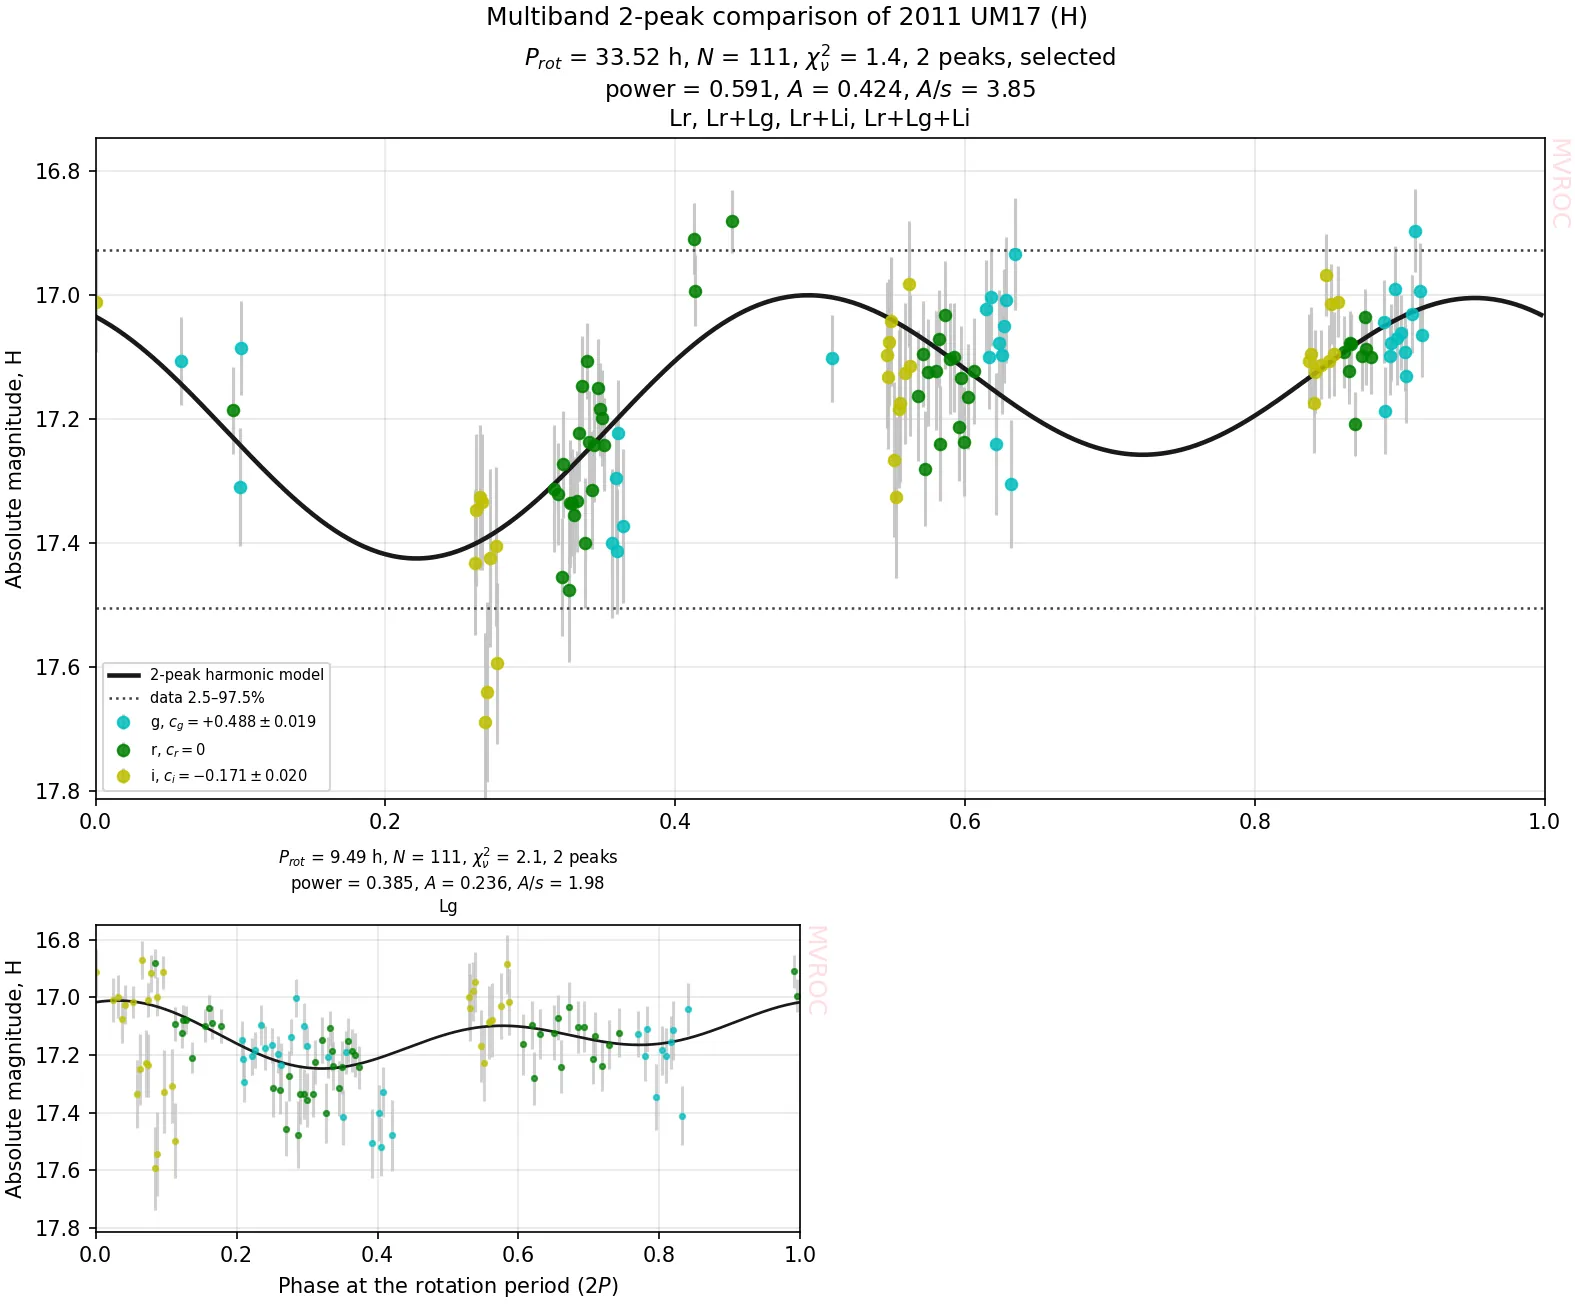 Multiband 2-peak comparison of 2011 UM17 (H)
P_rot = 33.52 h, N = 111, χ²_ν = 1.4, 2 peaks, selected
power = 0.591, A = 0.424, A/s = 3.85
Lr, Lr+Lg, Lr+Li, Lr+Lg+Li
MVROC
Absolute magnitude, H
16.8
17.0
17.2
17.4
17.6
17.8
2-peak harmonic model
data 2.5–97.5%
g, c_g = +0.488 ± 0.019
r, c_r = 0
i, c_i = −0.171 ± 0.020
0.0 0.2 0.4 0.6 0.8 1.0
P_rot = 9.49 h, N = 111, χ²_ν = 2.1, 2 peaks
power = 0.385, A = 0.236, A/s = 1.98
Lg
MVROC
Absolute magnitude, H
16.8
17.0
17.2
17.4
17.6
17.8
0.0 0.2 0.4 0.6 0.8 1.0
Phase at the rotation period (2P)